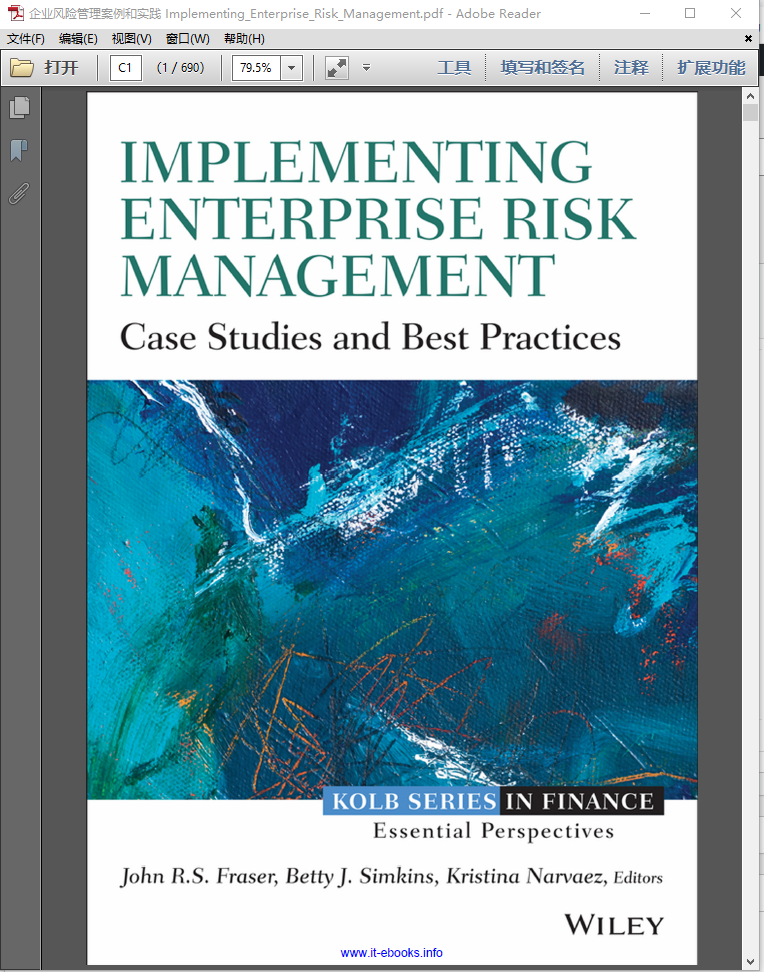 企业风险管理案例和实践 Implementing_Enterprise_Risk_Management.pdf - Adobe Reader
文件(F) 编辑(E) 视图(V) 窗口(W) 帮助(H)
打开 C1 (1 / 690) 79.5% 工具 填写和签名 注释 扩展功能
IMPLEMENTING
ENTERPRISE RISK
MANAGEMENT
Case Studies and Best Practices
KOLB SERIES IN FINANCE
Essential Perspectives
John R.S. Fraser, Betty J. Simkins, Kristina Narvaez, Editors
WILEY
www.it-ebooks.info